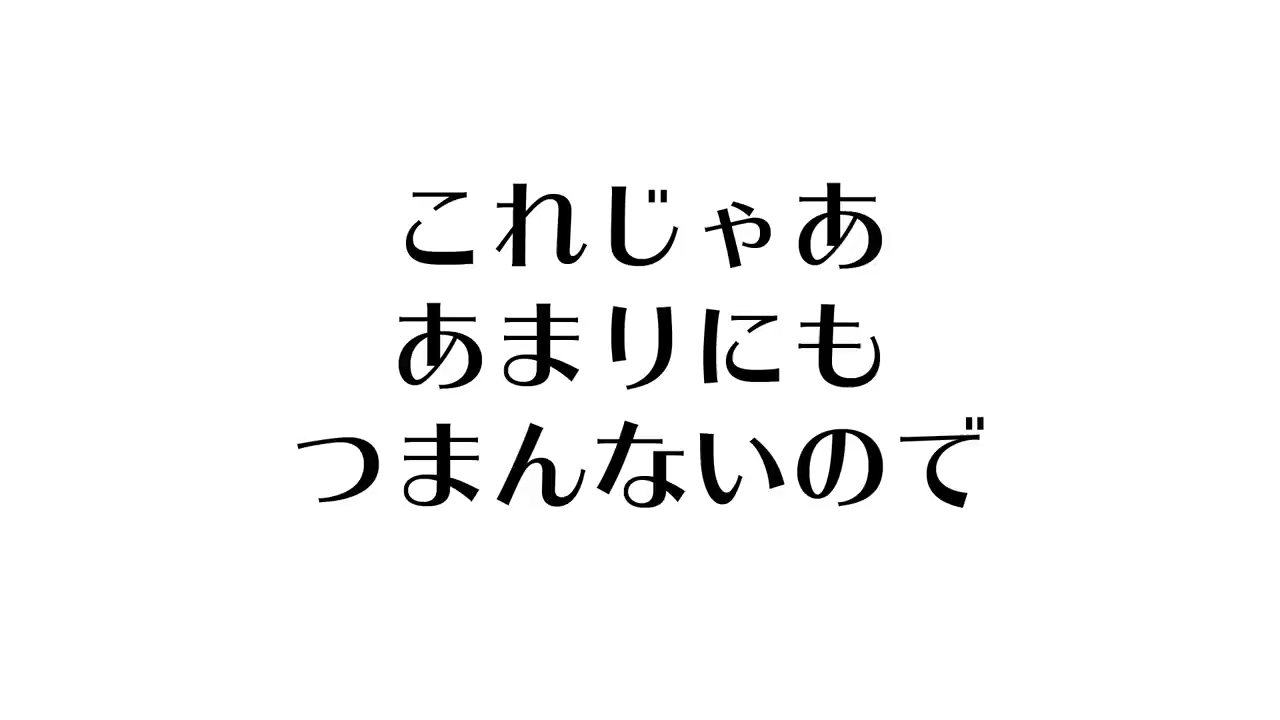 これじゃあ
あまりにも
つまんないので